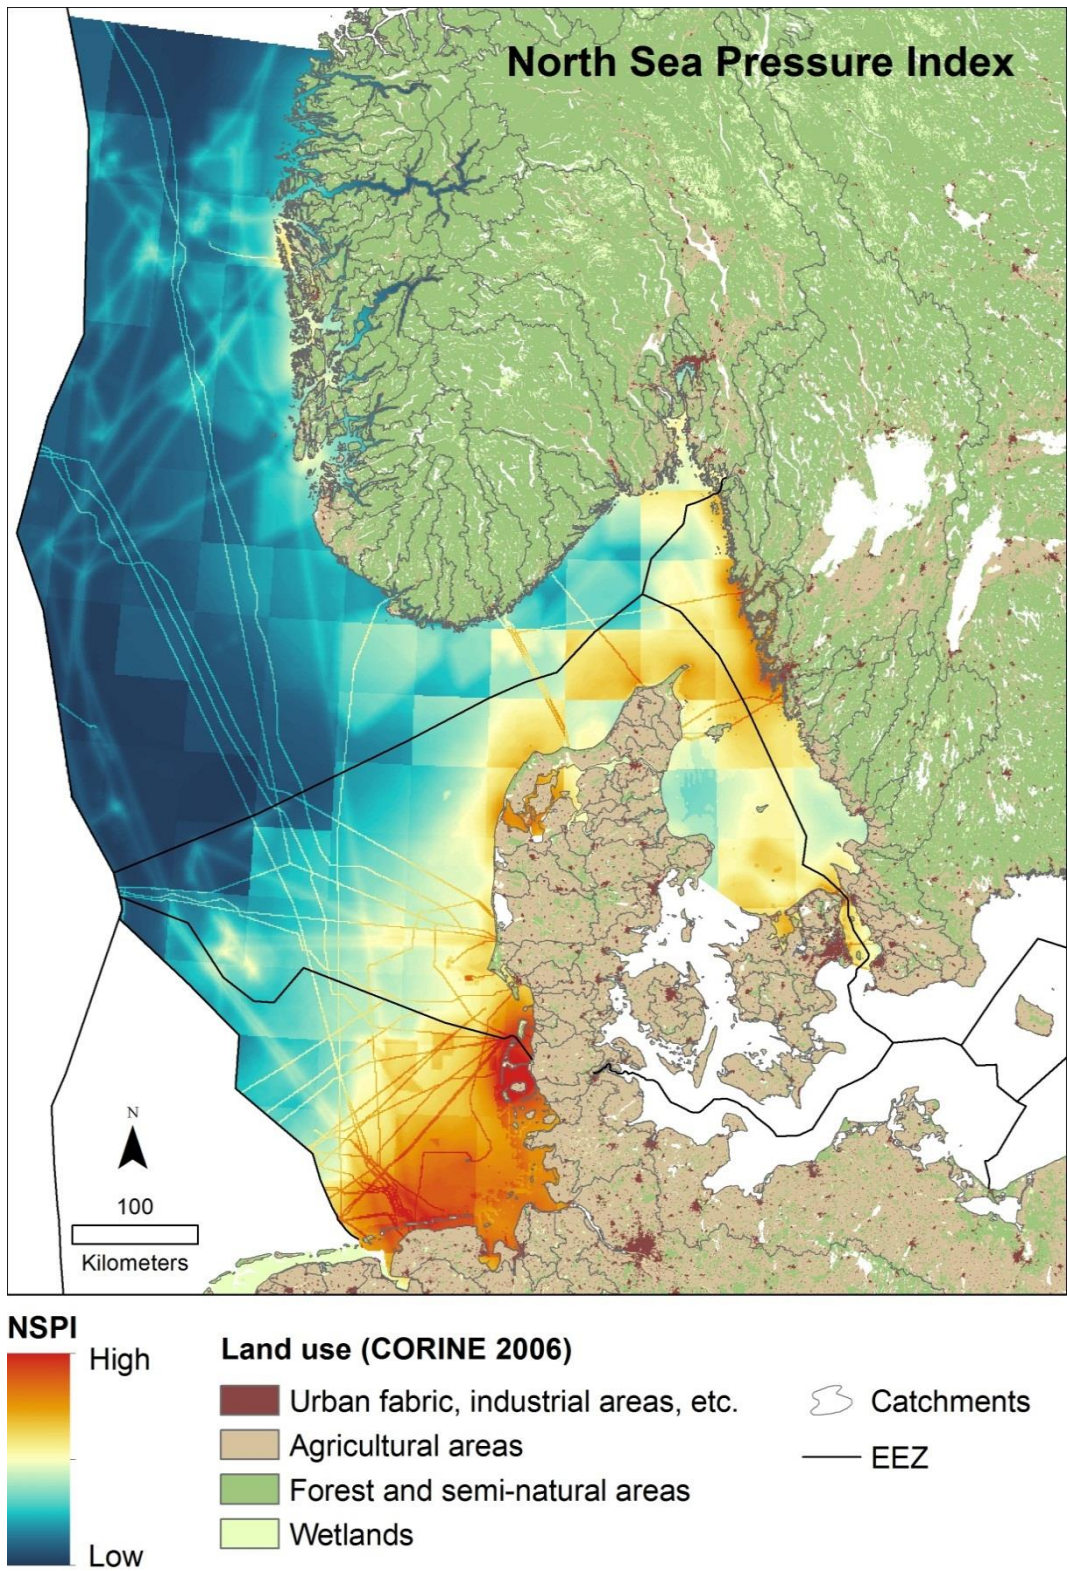 North Sea Pressure Index
N
100
Kilometers
NSPI
High
Low
Land use (CORINE 2006)
Urban fabric, industrial areas, etc.
Agricultural areas
Forest and semi-natural areas
Wetlands
Catchments
EEZ